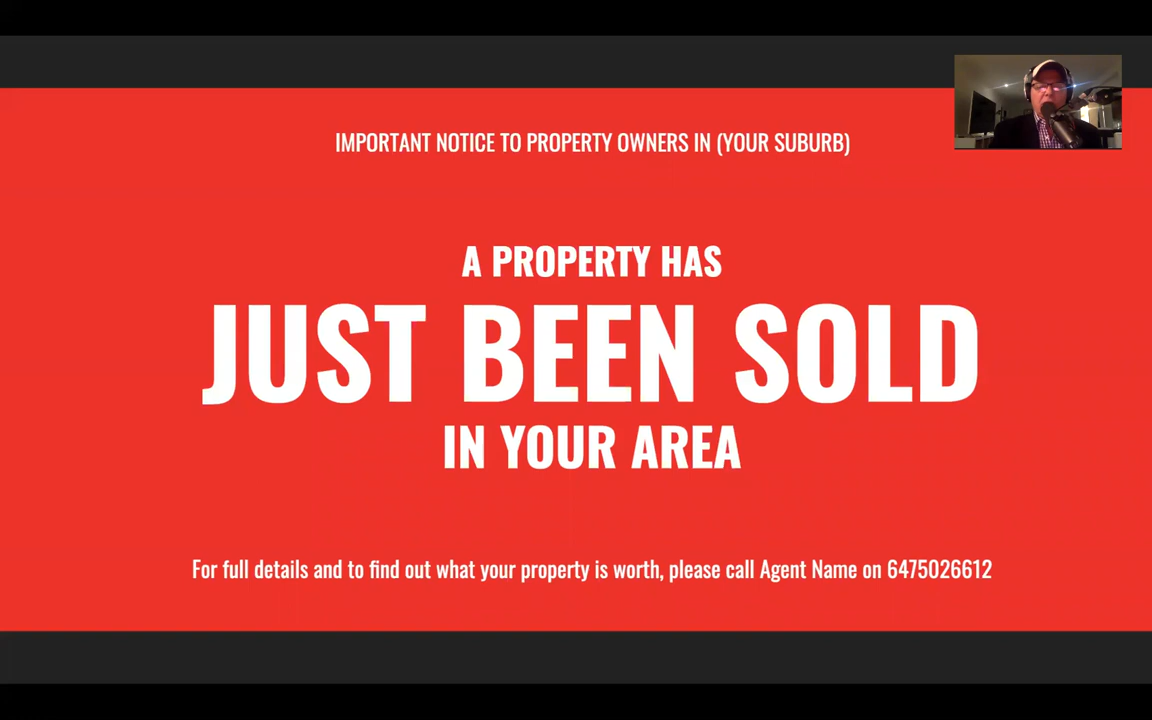 IMPORTANT NOTICE TO PROPERTY OWNERS IN (YOUR SUBURB)
A PROPERTY HAS
JUST BEEN SOLD
IN YOUR AREA
For full details and to find out what your property is worth, please call Agent Name on 6475026612